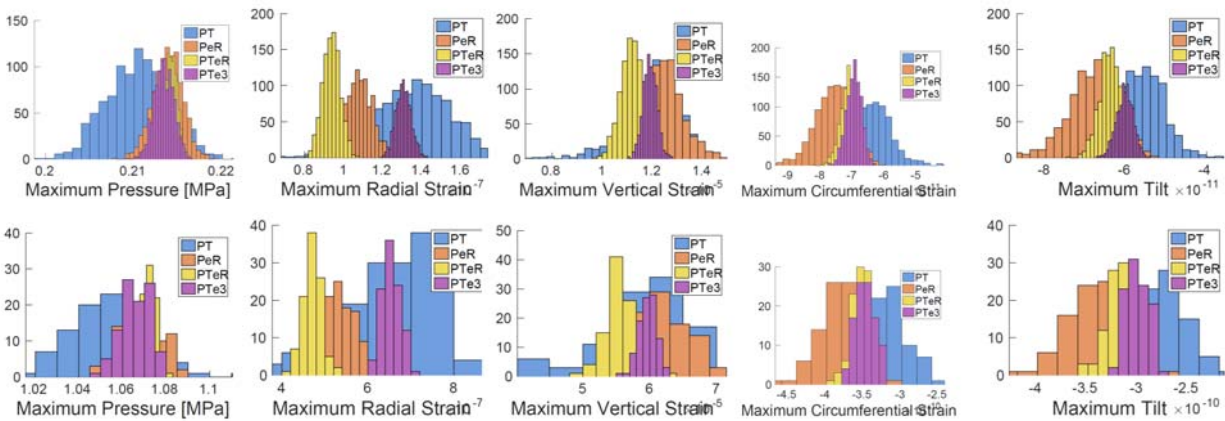 150
100
50
0
0.2
0.21
0.22
Maximum Pressure [MPa]
PT
PeR
PTeR
PTe3
200
150
100
50
0
0.8
1
1.2
1.4
1.6
Maximum Radial Strain
-7
PT
PeR
PTeR
PTe3
200
150
100
50
0
0.8
1
1.2
1.4
Maximum Vertical Strain
-5
PT
PeR
PTeR
PTe3
200
150
100
50
0
-9
-8
-7
-6
-5
-4
Maximum Circumferential Strain
PT
PeR
PTeR
PTe3
200
150
100
50
0
-8
-6
-4
Maximum Tilt × 10 -11
PT
PeR
PTeR
PTe3
40
30
20
10
0
1.02
1.04
1.06
1.08
1.1
Maximum Pressure [MPa]
PT
PeR
PTeR
PTe3
40
30
20
10
0
4
6
8
Maximum Radial Strain
-7
PT
PeR
PTeR
PTe3
40
30
20
10
0
5
6
7
Maximum Vertical Strain
-5
PT
PeR
PTeR
PTe3
30
20
10
0
-4.5
-4
-3.5
-3
-2.5
Maximum Circumferential Strain
PT
PeR
PTeR
PTe3
40
30
20
10
0
-4
-3.5
-3
-2.5
Maximum Tilt × 10 -10
PT
PeR
PTeR
PTe3